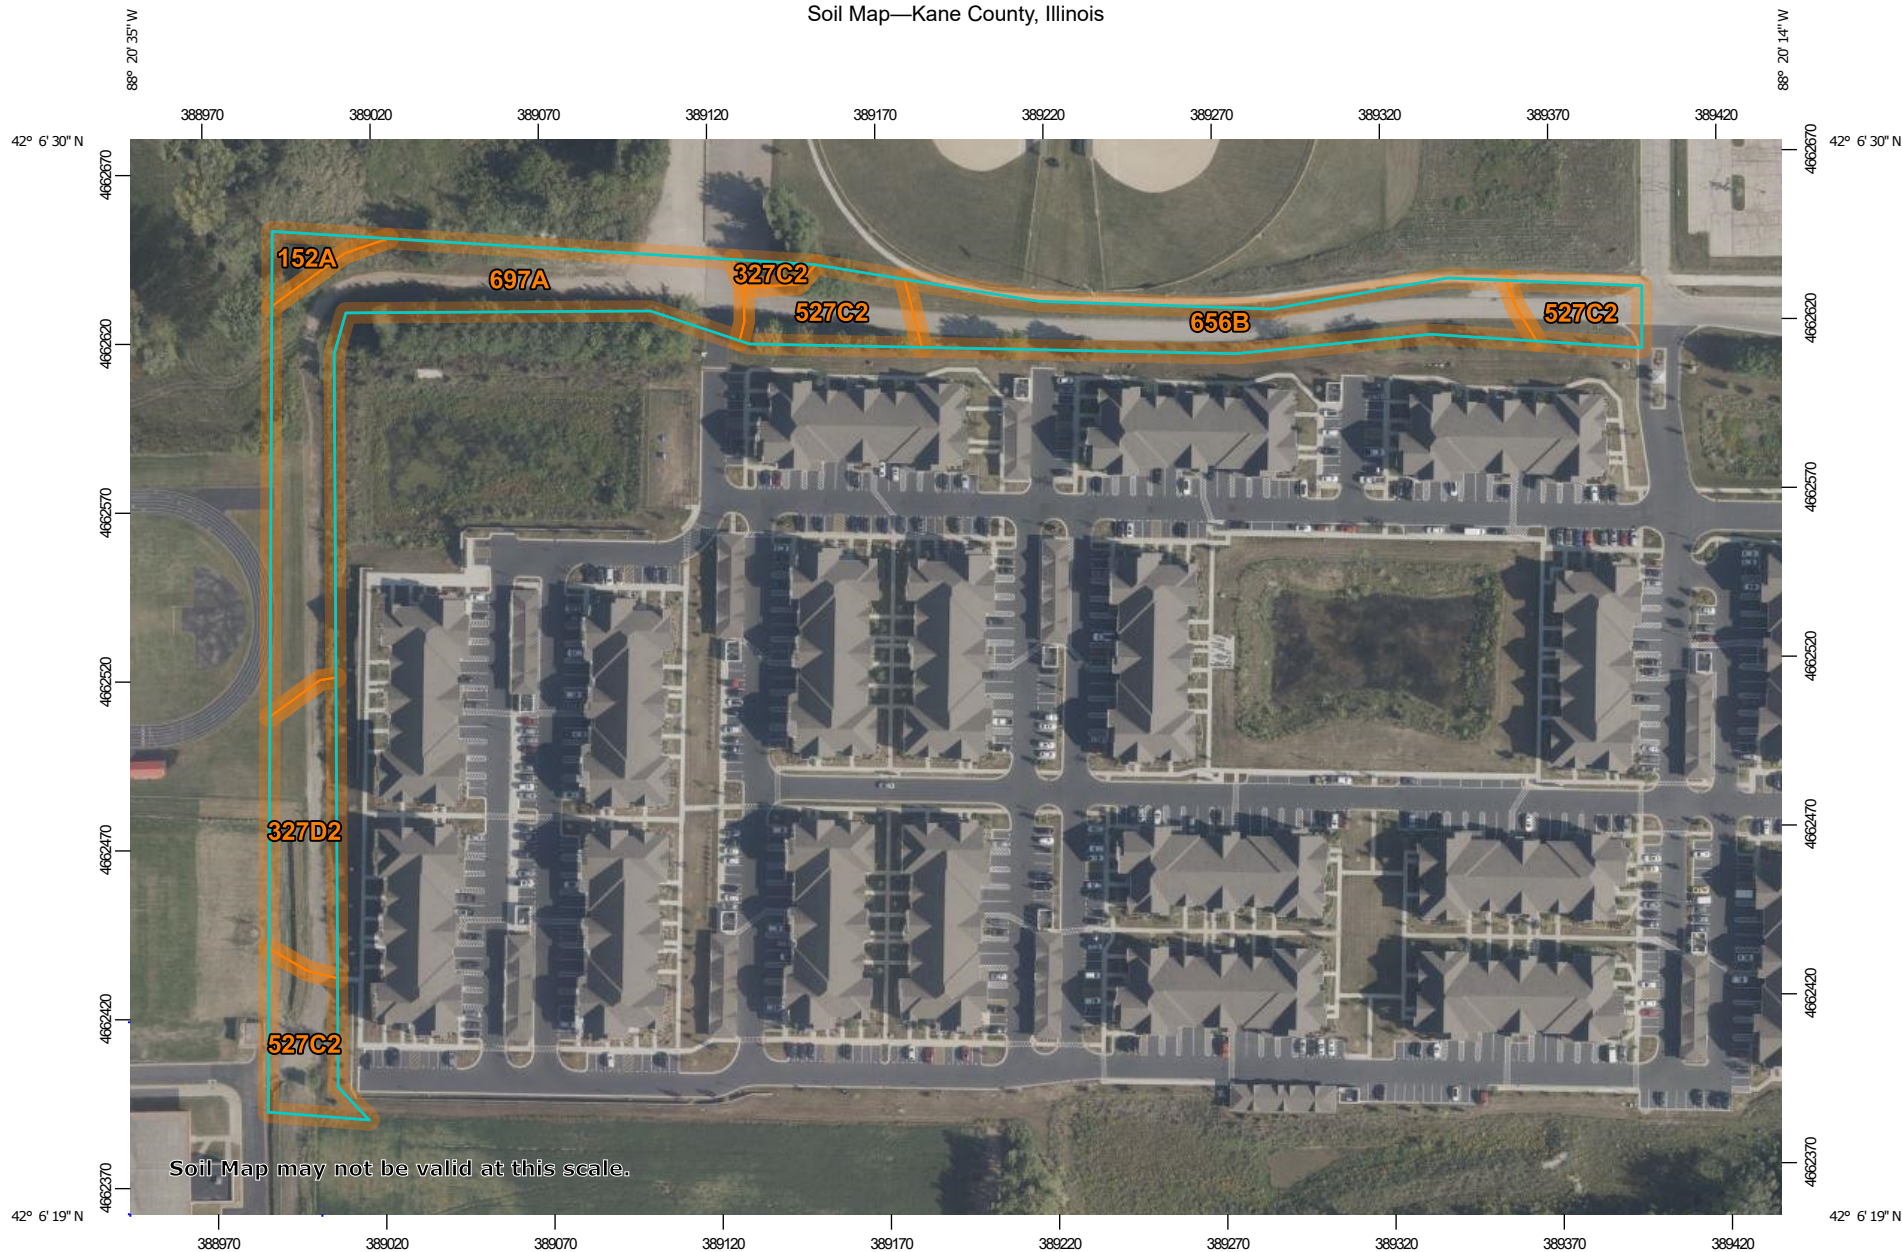 Soil Map—Kane County, Illinois
88° 20' 35'' W
88° 20' 14'' W
388970 389020 389070 389120 389170 389220 389270 389320 389370 389420
42° 6' 30'' N
42° 6' 30'' N
4662670
4662670
152A
697A
327C2
527C2
656B
527C2
4662620
4662620
4662570
4662570
4662520
4662520
327D2
4662470
4662470
4662420
4662420
527C2
Soil Map may not be valid at this scale.
4662370
4662370
42° 6' 19'' N
42° 6' 19'' N
388970 389020 389070 389120 389170 389220 389270 389320 389370 389420